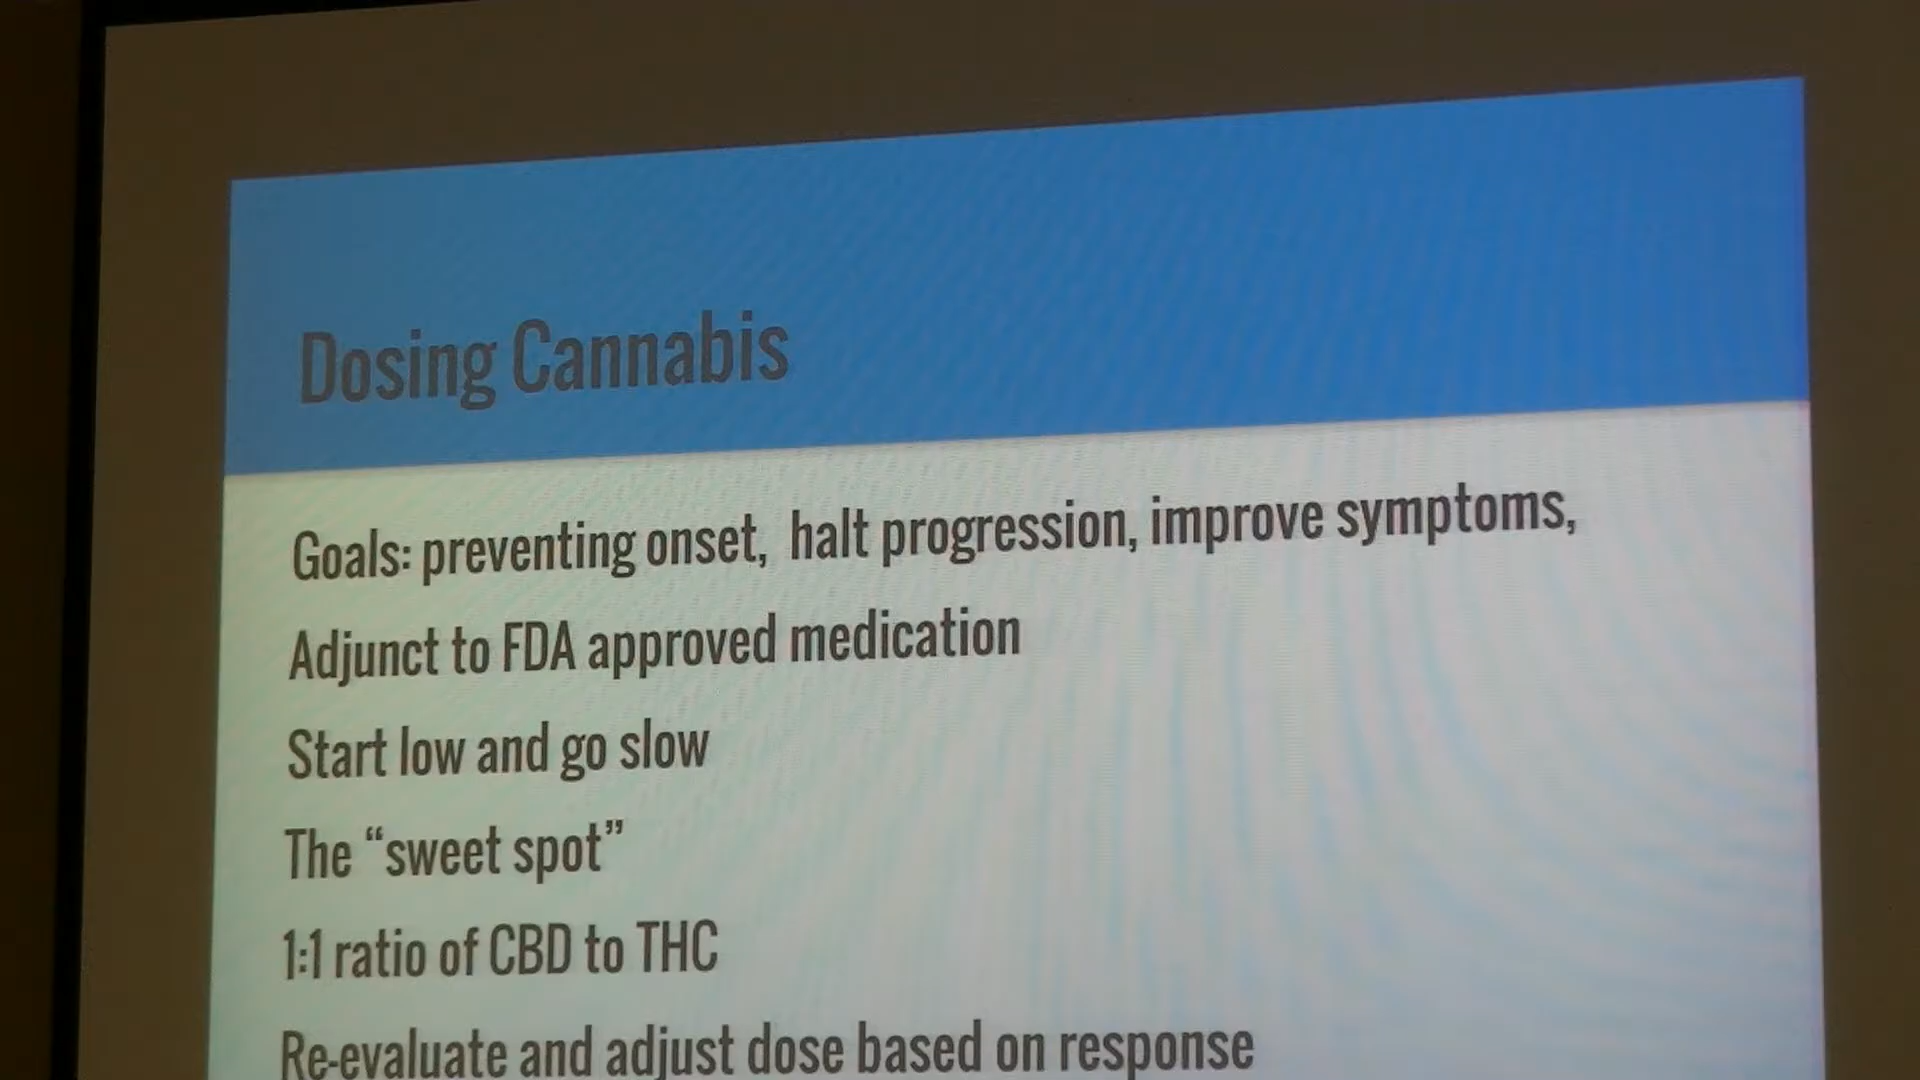 Dosing Cannabis
Goals: preventing onset,  halt progression, improve symptoms,
Adjunct to FDA approved medication
Start low and go slow
The “sweet spot”
1:1 ratio of CBD to THC
Re-evaluate and adjust dose based on response